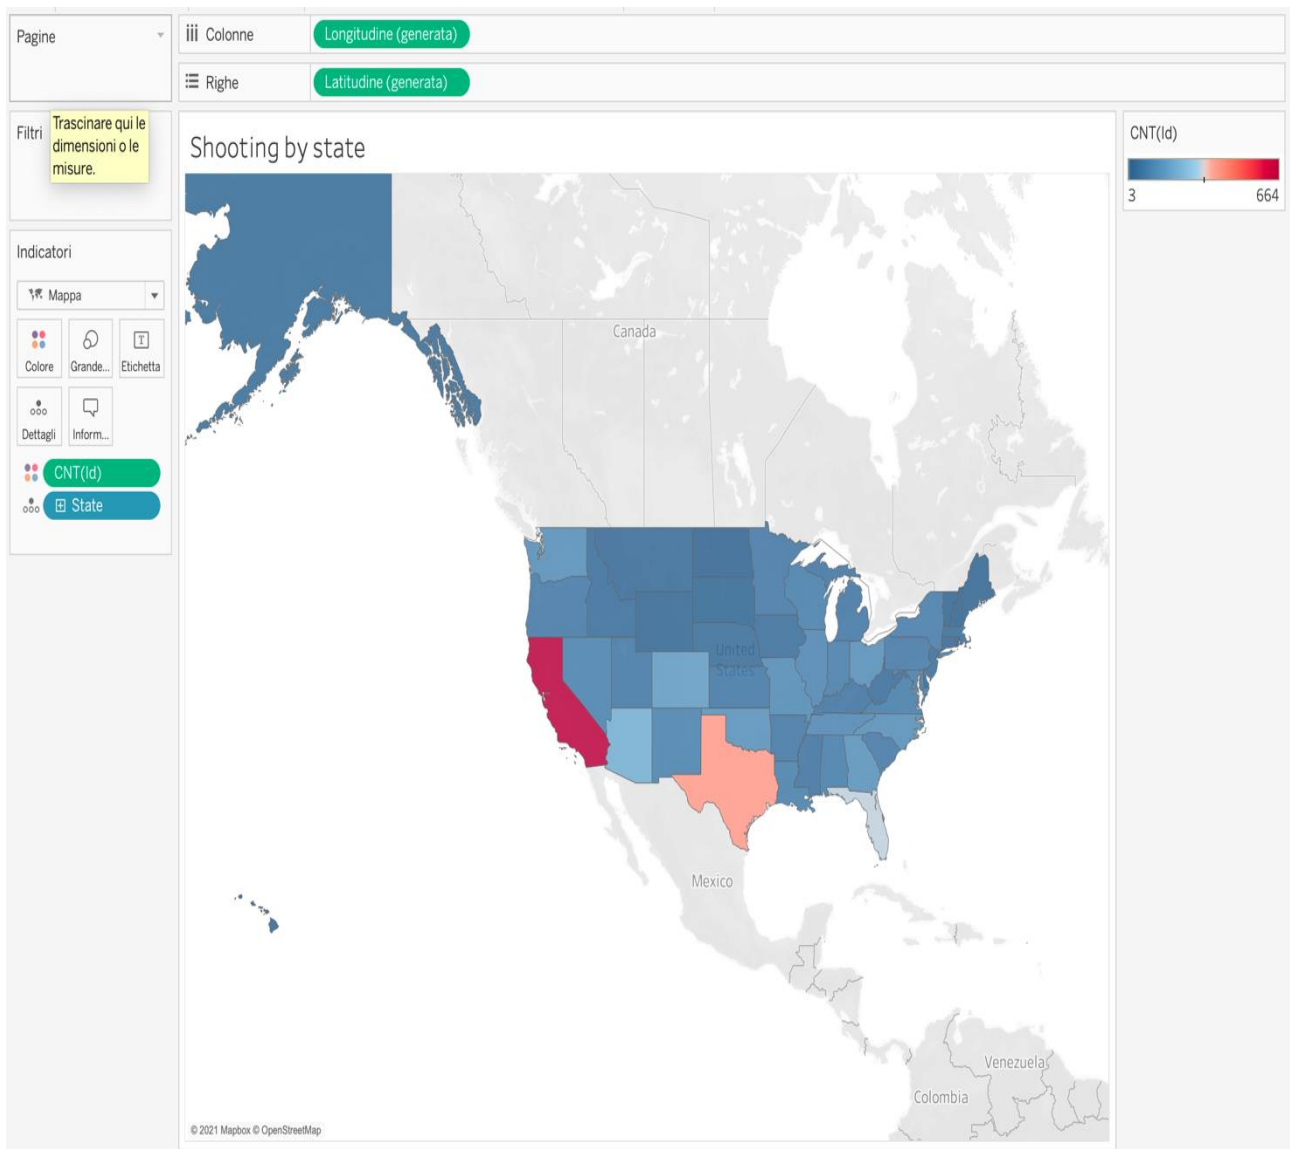 Pagine
Colonne
Longitudine (generata)
Righe
Latitudine (generata)
Filtri
Trascinare qui le
dimensioni o le
misure.
Shooting by state
CNT(Id)
3
664
Indicatori
Mappa
Colore
Grande...
T
Etichetta
Dettagli
Inform...
CNT(Id)
State
Canada
United
States
Mexico
Venezuela
Colombia
© 2021 Mapbox © OpenStreetMap